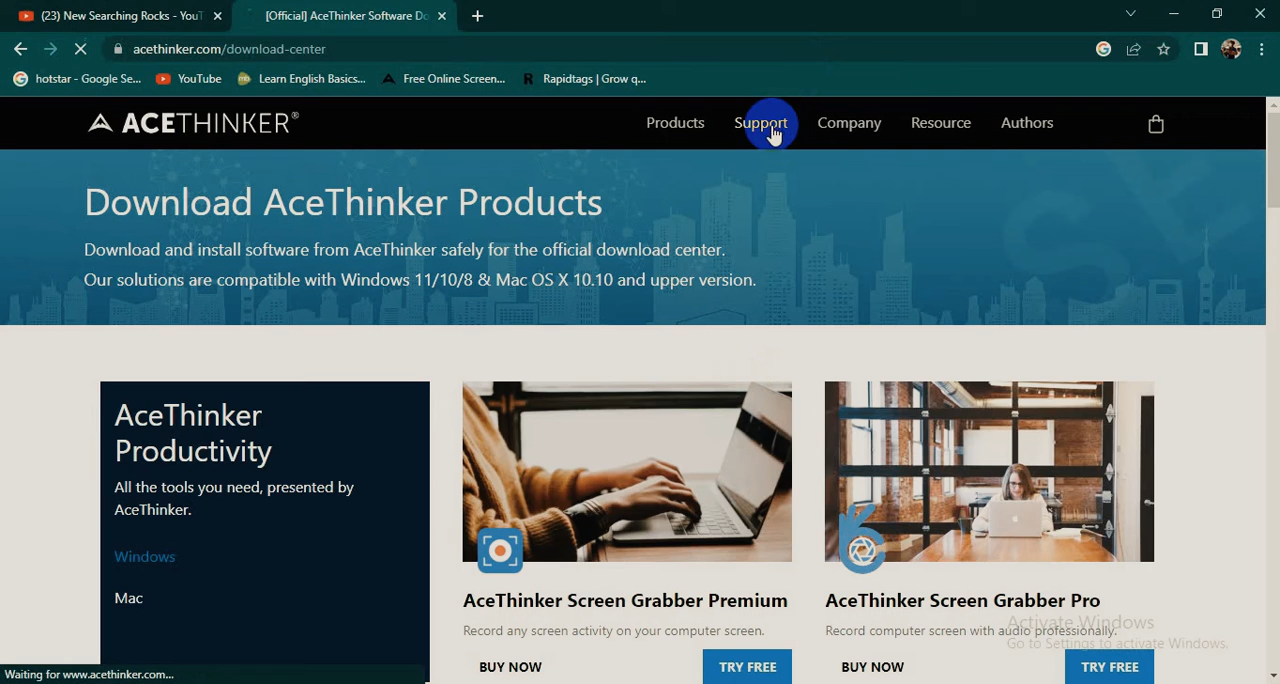 (23) New Searching Rocks - YouT
[Official] AceThinker Software Do
acethinker.com/download-center
hotstar - Google Se...
YouTube
Learn English Basics...
Free Online Screen...
Rapidtags | Grow q...
ACETHINKER®
Products
Support
Company
Resource
Authors
Download AceThinker Products
Download and install software from AceThinker safely for the official download center.
Our solutions are compatible with Windows 11/10/8 & Mac OS X 10.10 and upper version.
AceThinker
Productivity
All the tools you need, presented by
AceThinker.
Windows
Mac
AceThinker Screen Grabber Premium
Record any screen activity on your computer screen.
BUY NOW
TRY FREE
AceThinker Screen Grabber Pro
Record computer screen with audio professionally.
BUY NOW
TRY FREE
Activate Windows
Go to Settings to activate Windows.
Waiting for www.acethinker.com...